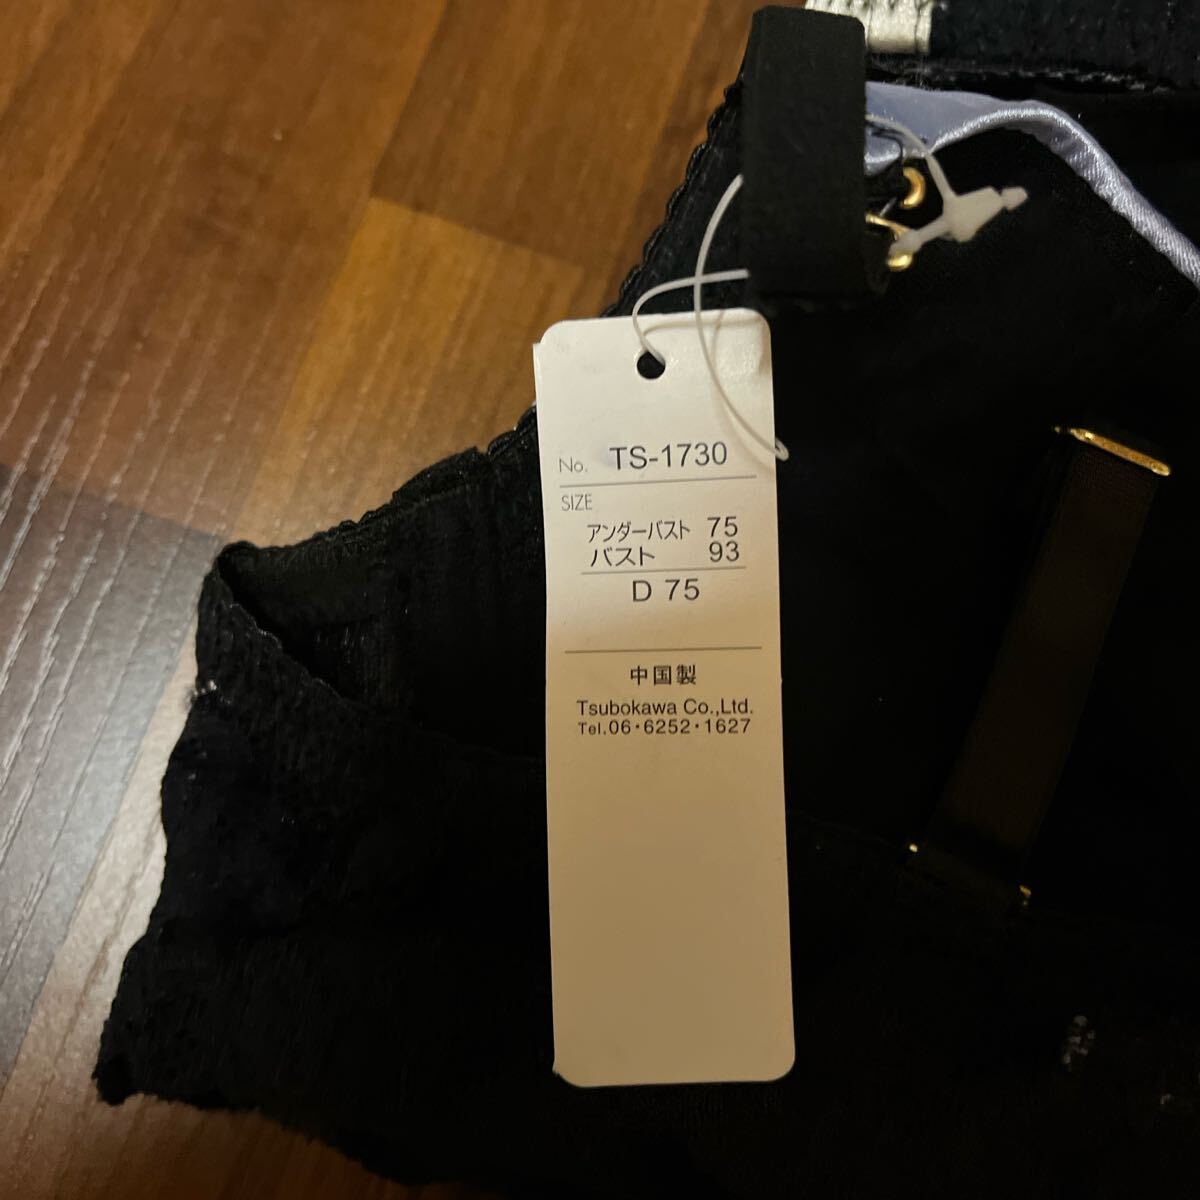 No. TS-1730
SIZE
アンダーバスト 75
バスト 93
D 75
中国製
Tsubokawa Co.,Ltd.
Tel.06・6252・1627